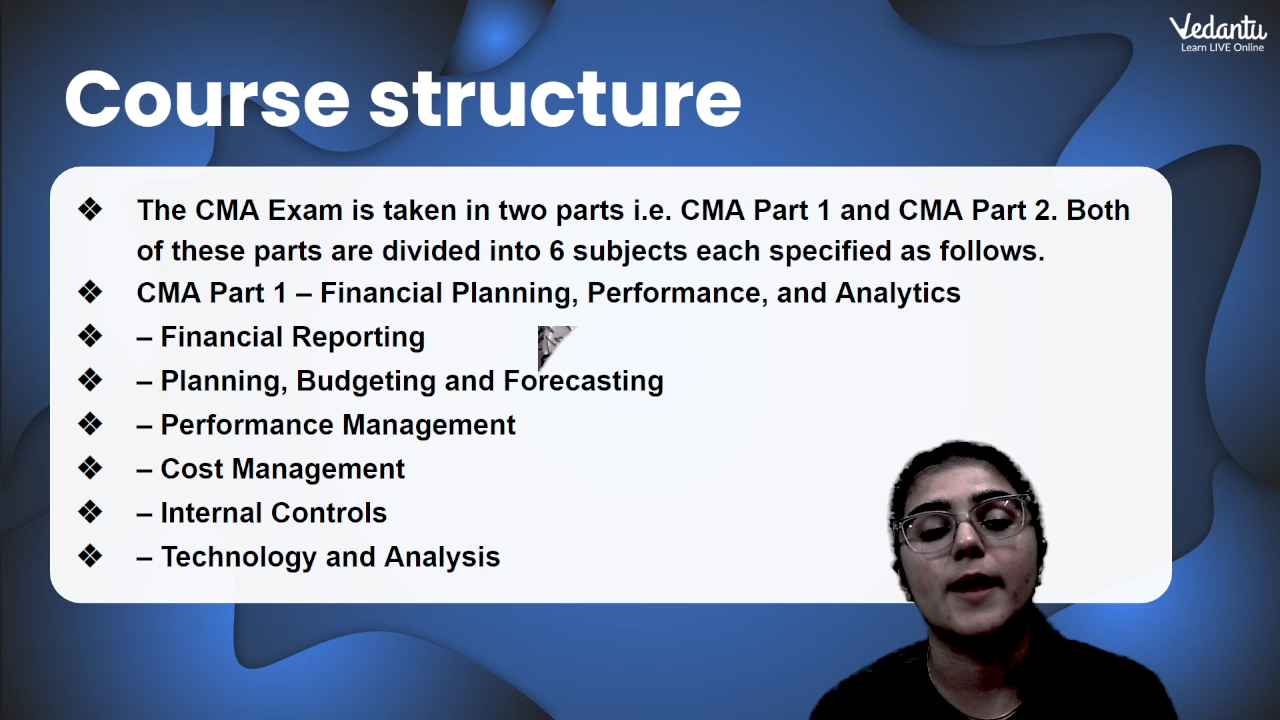 Vedantu
Learn LIVE Online
Course structure
❖ The CMA Exam is taken in two parts i.e. CMA Part 1 and CMA Part 2. Both
of these parts are divided into 6 subjects each specified as follows.
❖ CMA Part 1 – Financial Planning, Performance, and Analytics
❖ – Financial Reporting
❖ – Planning, Budgeting and Forecasting
❖ – Performance Management
❖ – Cost Management
❖ – Internal Controls
❖ – Technology and Analysis